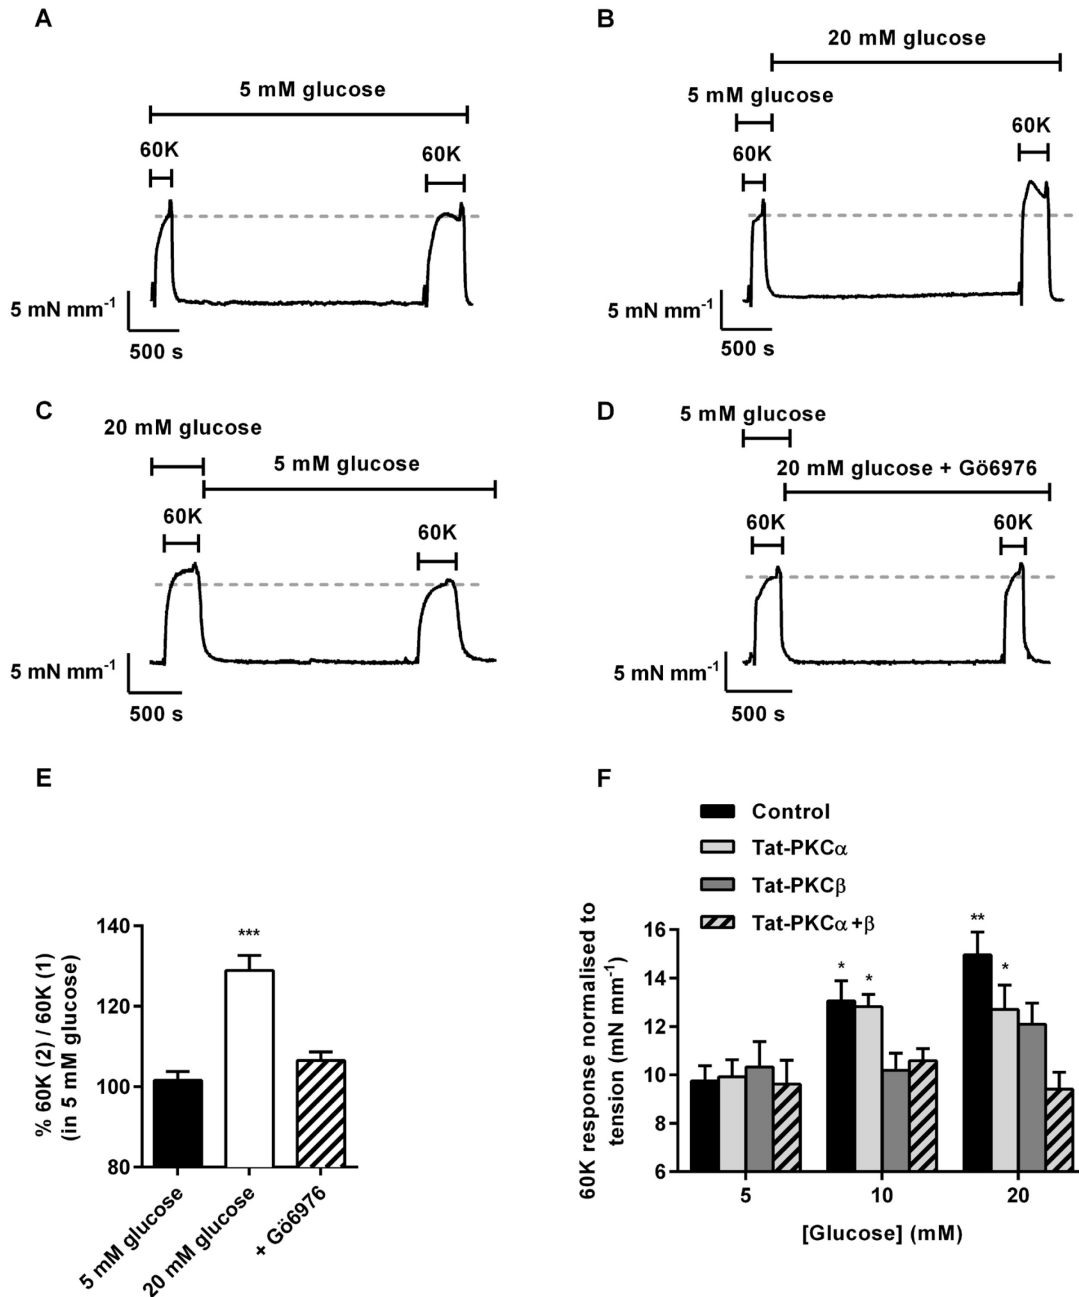 A
5 mM glucose
60K
60K
5 mN mm⁻¹
500 s
B
20 mM glucose
5 mM glucose
60K
60K
5 mN mm⁻¹
500 s
C
20 mM glucose
5 mM glucose
60K
60K
5 mN mm⁻¹
500 s
D
5 mM glucose
20 mM glucose + Gö6976
60K
60K
5 mN mm⁻¹
500 s
E
% 60K (2) / 60K (1)
(in 5 mM glucose)
140
120
100
80
***
5 mM glucose
20 mM glucose
+ Gö6976
F
Control
Tat-PKCα
Tat-PKCβ
Tat-PKCα+β
60K response normalised to
tension (mN mm⁻¹)
16
14
12
10
8
6
* * ** *
5 10 20
[Glucose] (mM)